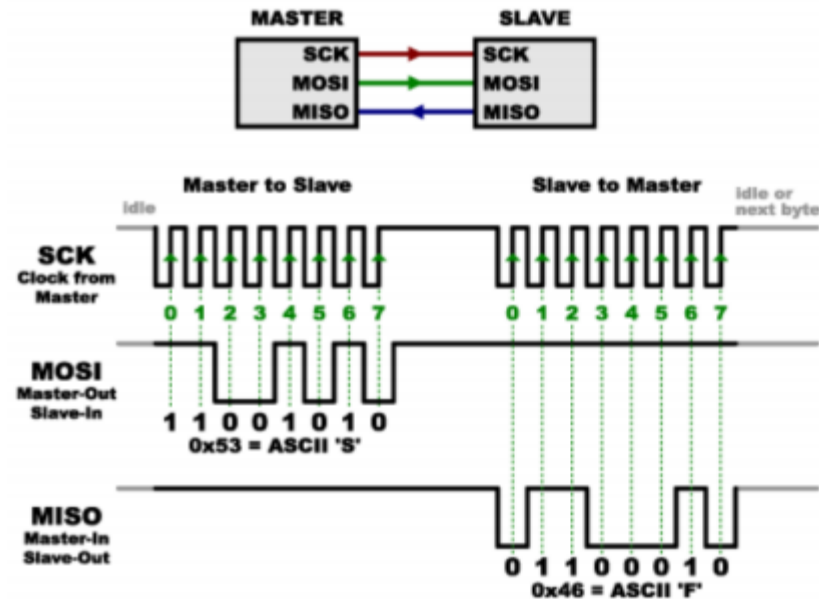 MASTER SLAVE
SCK SCK
MOSI MOSI
MISO MISO
Master to Slave Slave to Master
idle
idle or
next byte
SCK
Clock from
Master
0 1 2 3 4 5 6 7 0 1 2 3 4 5 6 7
MOSI
Master-Out
Slave-In
1 1 0 0 1 0 1 0
0x53 = ASCII 'S'
MISO
Master-In
Slave-Out
0 1 1 0 0 0 1 0
0x46 = ASCII 'F'